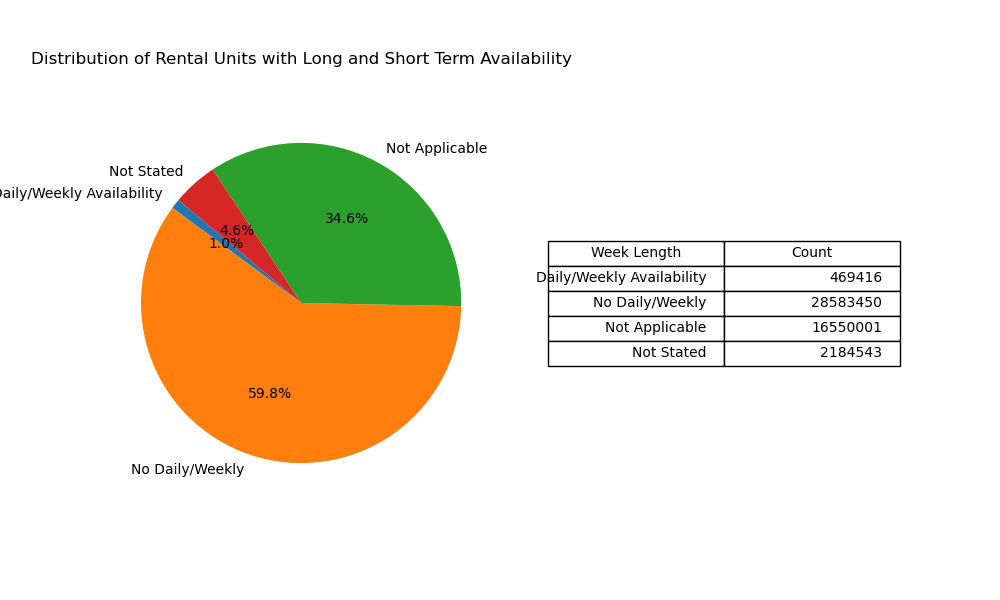 Distribution of Rental Units with Long and Short Term Availability
Not Applicable
Not Stated
Daily/Weekly Availability
34.6%
4.6%
1.0%
59.8%
No Daily/Weekly
Week Length Count
Daily/Weekly Availability 469416
No Daily/Weekly 28583450
Not Applicable 16550001
Not Stated 2184543